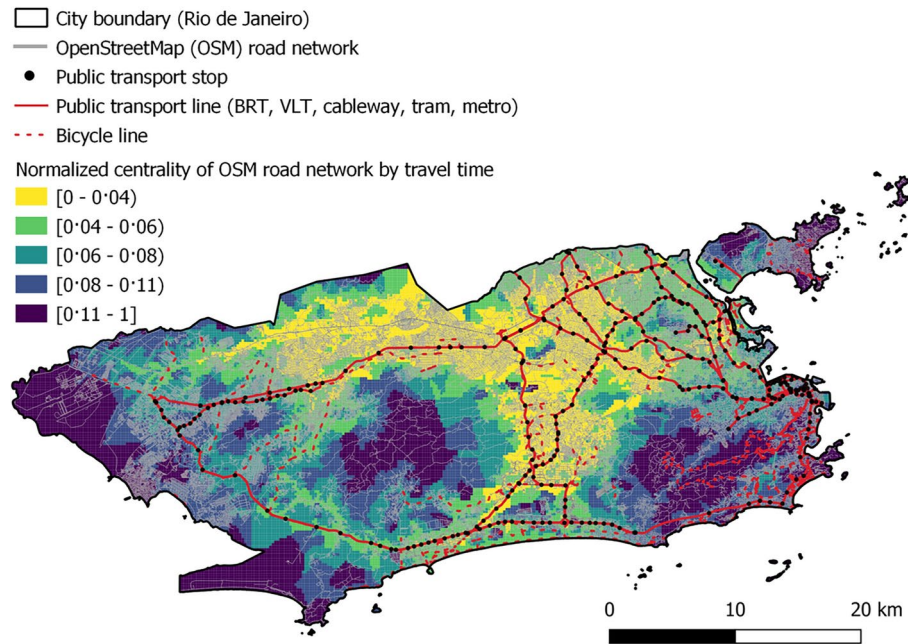 City boundary (Rio de Janeiro)
OpenStreetMap (OSM) road network
Public transport stop
Public transport line (BRT, VLT, cableway, tram, metro)
Bicycle line
Normalized centrality of OSM road network by travel time
[0 - 0·04)
[0·04 - 0·06)
[0·06 - 0·08)
[0·08 - 0·11)
[0·11 - 1]
0 10 20 km